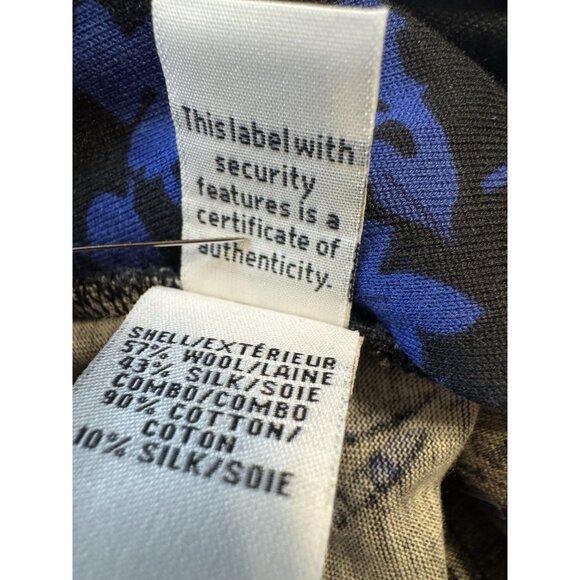 This label with
security
features is a
certificate of
authenticity.
SHELL/EXTÉRIEUR
57% WOOL/LAINE
43% SILK/SOIE
COMBO/COMBO
90% COTTON/
COTON
10% SILK/SOIE